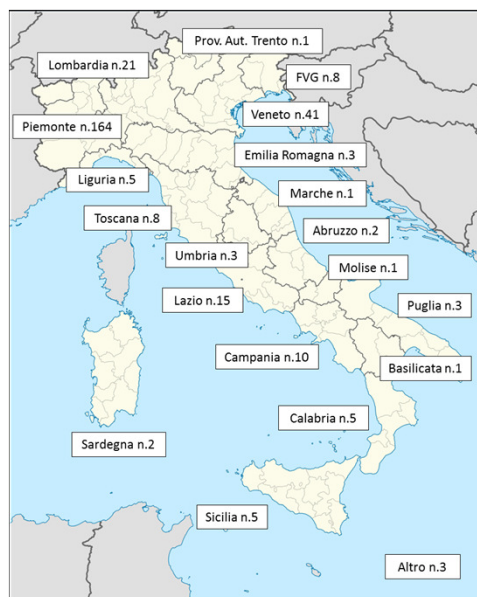 Prov. Aut. Trento n.1
Lombardia n.21
FVG n.8
Veneto n.41
Piemonte n.164
Emilia Romagna n.3
Liguria n.5
Marche n.1
Toscana n.8
Abruzzo n.2
Umbria n.3
Molise n.1
Lazio n.15
Puglia n.3
Campania n.10
Basilicata n.1
Calabria n.5
Sardegna n.2
Sicilia n.5
Altro n.3